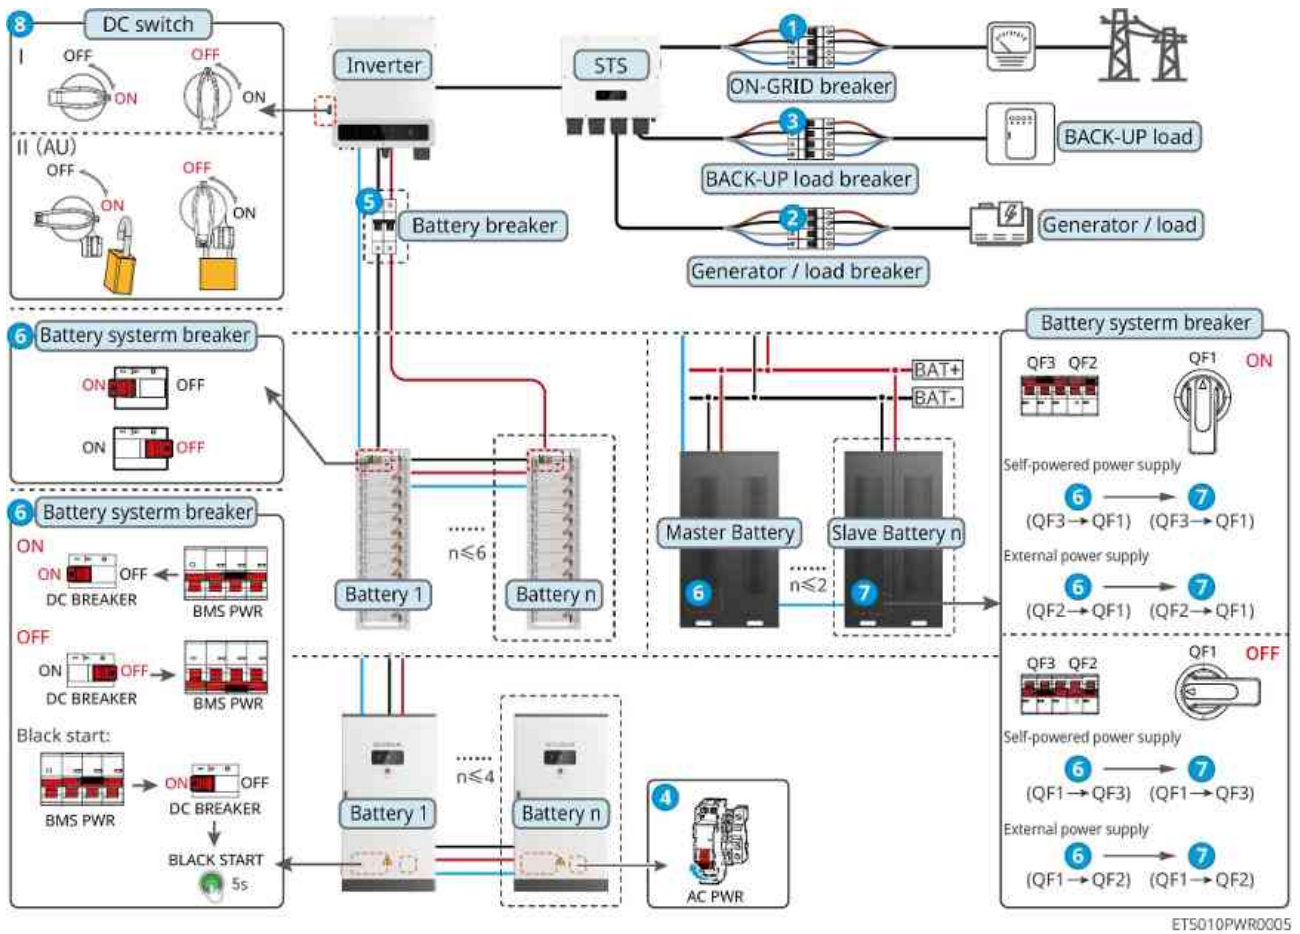 8 DC switch
I
OFF
ON
OFF
ON
II (AU)
OFF
ON
OFF
ON
Inverter
STS
1
ON-GRID breaker
3
BACK-UP load breaker
BACK-UP load
2
Generator / load breaker
Generator / load
5
Battery breaker
6 Battery systerm breaker
ON OFF
ON OFF
6 Battery systerm breaker
ON
ON OFF
DC BREAKER
BMS PWR
OFF
ON OFF
DC BREAKER
BMS PWR
Black start:
BMS PWR
ON OFF
DC BREAKER
BLACK START
5s
Battery 1
······
n≤6
Battery n
BAT+
BAT-
Master Battery
6
······
n≤2
Slave Battery n
7
Battery 1
······
n≤4
Battery n
4
AC PWR
Battery systerm breaker
QF3 QF2
QF1 ON
Self-powered power supply
6 → 7
(QF3→QF1) (QF3→QF1)
External power supply
6 → 7
(QF2→QF1) (QF2→QF1)
QF3 QF2
QF1 OFF
Self-powered power supply
6 → 7
(QF1→QF3) (QF1→QF3)
External power supply
6 → 7
(QF1→QF2) (QF1→QF2)
ET5010PWR0005